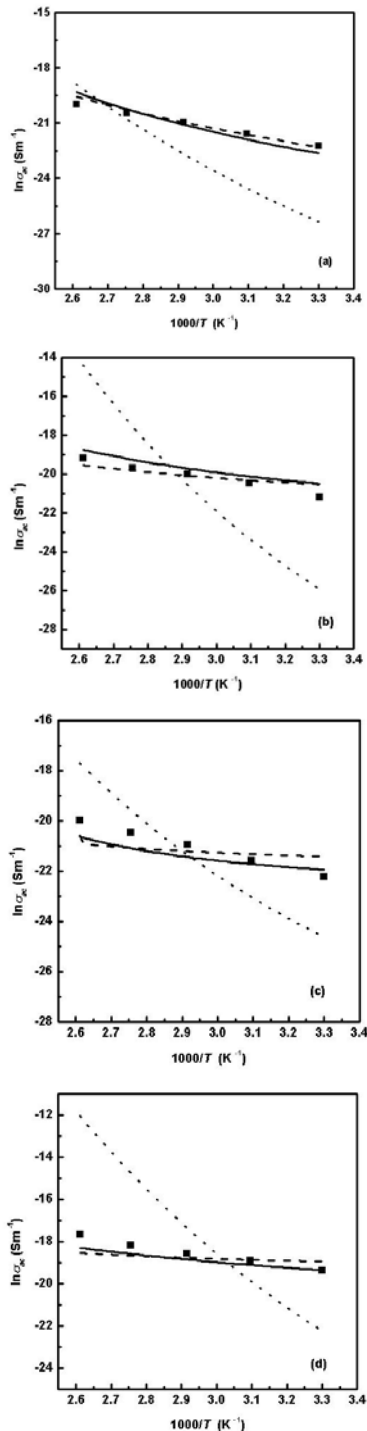 -15
-18
-21
-24
-27
-30
lnσac (Sm-1)
(a)
2.6 2.7 2.8 2.9 3.0 3.1 3.2 3.3 3.4
1000/T (K-1)
-14
-16
-18
-20
-22
-24
-26
-28
lnσac (Sm-1)
(b)
2.6 2.7 2.8 2.9 3.0 3.1 3.2 3.3 3.4
1000/T (K-1)
-16
-18
-20
-22
-24
-26
-28
lnσac (Sm-1)
(c)
2.6 2.7 2.8 2.9 3.0 3.1 3.2 3.3 3.4
1000/T (K-1)
-12
-14
-16
-18
-20
-22
-24
lnσac (Sm-1)
(d)
2.6 2.7 2.8 2.9 3.0 3.1 3.2 3.3 3.4
1000/T (K-1)